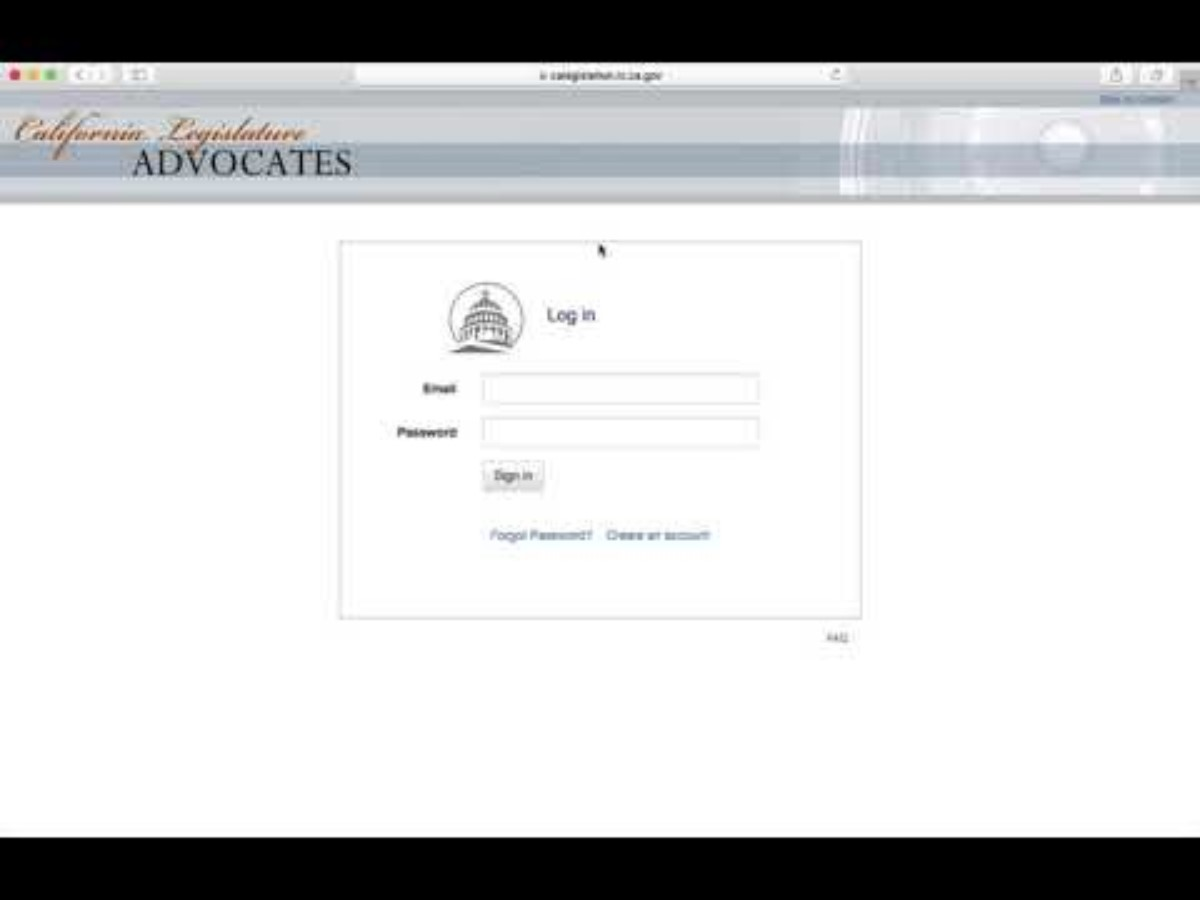 California Legislature
ADVOCATES
Log in
Email
Password
Sign in
Forgot Password? Create an account
FAQ